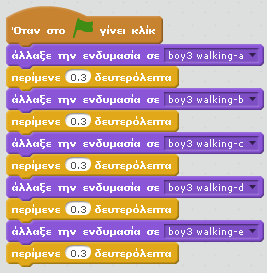 Όταν στο γίνει κλίκ
άλλαξε την ενδυμασία σε boy3 walking-a
περίμενε 0.3 δευτερόλεπτα
άλλαξε την ενδυμασία σε boy3 walking-b
περίμενε 0.3 δευτερόλεπτα
άλλαξε την ενδυμασία σε boy3 walking-c
περίμενε 0.3 δευτερόλεπτα
άλλαξε την ενδυμασία σε boy3 walking-d
περίμενε 0.3 δευτερόλεπτα
άλλαξε την ενδυμασία σε boy3 walking-e
περίμενε 0.3 δευτερόλεπτα